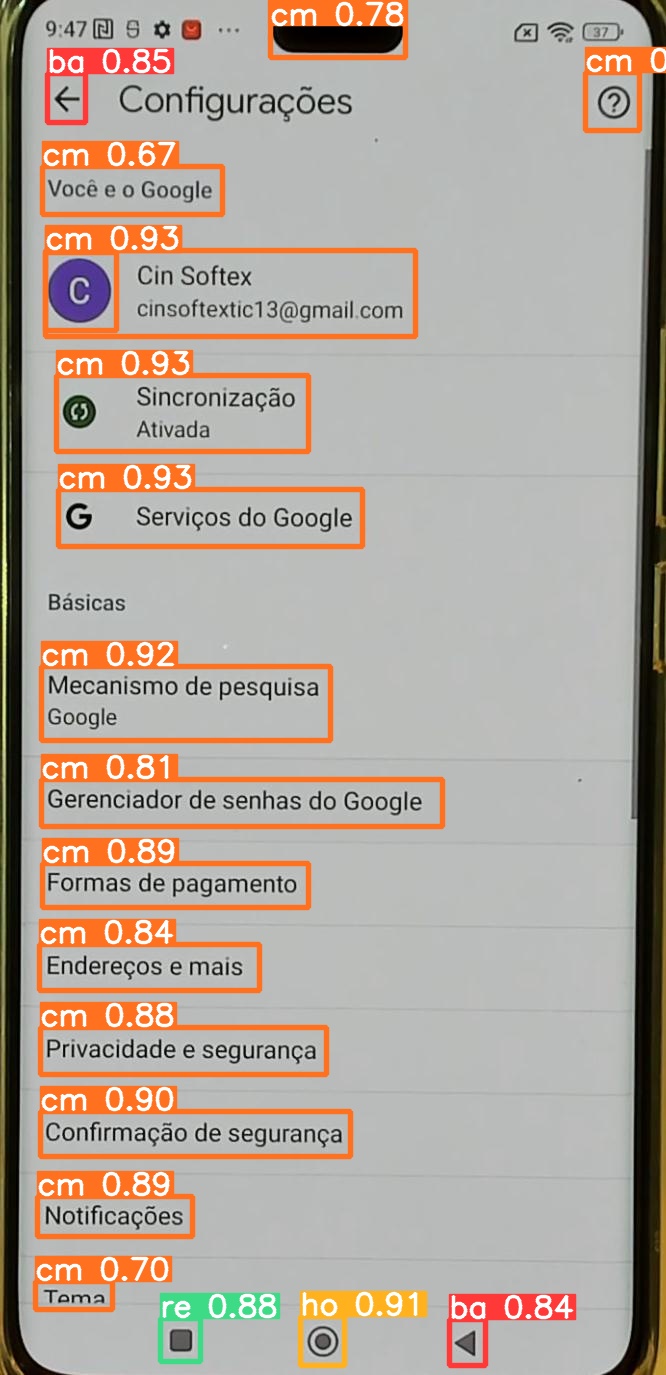 cm 0.78
9:47
37
ba 0.85
cm 0
Configurações
cm 0.67
Você e o Google
cm 0.93
C
Cin Softex
cinsoftextic13@gmail.com
cm 0.93
Sincronização
Ativada
cm 0.93
G
Serviços do Google
Básicas
cm 0.92
Mecanismo de pesquisa
Google
cm 0.81
Gerenciador de senhas do Google
cm 0.89
Formas de pagamento
cm 0.84
Endereços e mais
cm 0.88
Privacidade e segurança
cm 0.90
Confirmação de segurança
cm 0.89
Notificações
cm 0.70
Tema
re 0.88 ho 0.91 ba 0.84